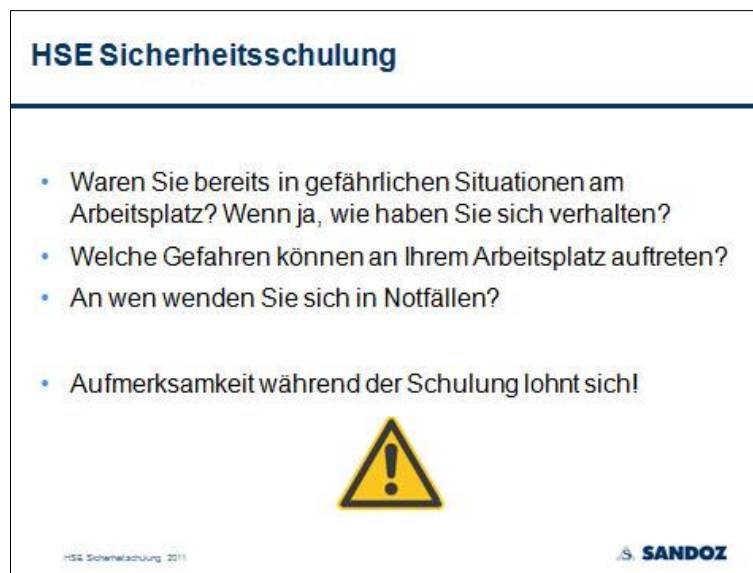 HSE Sicherheitsschulung
• Waren Sie bereits in gefährlichen Situationen am
Arbeitsplatz? Wenn ja, wie haben Sie sich verhalten?
• Welche Gefahren können an Ihrem Arbeitsplatz auftreten?
• An wen wenden Sie sich in Notfällen?
• Aufmerksamkeit während der Schulung lohnt sich!
HSE Sicherheitschulung 2011
SANDOZ